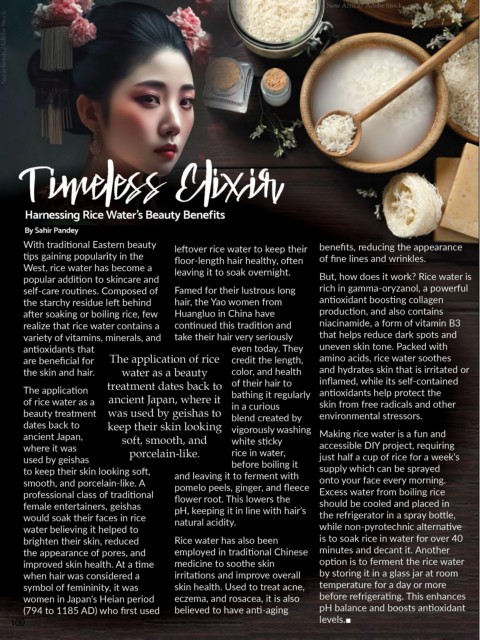 New Africa/Adobe Stock
Timeless Elixir
Harnessing Rice Water's Beauty Benefits
By Sahir Pandey
With traditional Eastern beauty
tips gaining popularity in the
West, rice water has become a
popular addition to skincare and
self-care routines. Composed of
the starchy residue left behind
after soaking or boiling rice, few
realize that rice water contains a
variety of vitamins, minerals, and
antioxidants that
are beneficial for
the skin and hair.
The application
of rice water as a
beauty treatment
dates back to
ancient Japan,
where it was
used by geishas
to keep their skin looking soft,
smooth, and porcelain-like. A
professional class of traditional
female entertainers, geishas
would soak their faces in rice
water believing it helped to
brighten their skin, reduced
the appearance of pores, and
improved skin health. At a time
when hair was considered a
symbol of femininity, it was
women in Japan's Heian period
(794 to 1185 AD) who first used
The application of rice
water as a beauty
treatment dates back to
ancient Japan, where it
was used by geishas to
keep their skin looking
soft, smooth, and
porcelain-like.
leftover rice water to keep their
floor-length hair healthy, often
leaving it to soak overnight.
Famed for their lustrous long
hair, the Yao women from
Huangluo in China have
continued this tradition and
take their hair very seriously
even today. They
credit the length,
color, and health
of their hair to
bathing it regularly
in a curious
blend created by
vigorously washing
white sticky
rice in water,
before boiling it
and leaving it to ferment with
pomelo peels, ginger, and fleece
flower root. This lowers the
pH, keeping it in line with hair's
natural acidity.
Rice water has also been
employed in traditional Chinese
medicine to soothe skin
irritations and improve overall
skin health. Used to treat acne,
eczema, and rosacea, it is also
believed to have anti-aging
benefits, reducing the appearance
of fine lines and wrinkles.
But, how does it work? Rice water is
rich in gamma-oryzanol, a powerful
antioxidant boosting collagen
production, and also contains
niacinamide, a form of vitamin B3
that helps reduce dark spots and
uneven skin tone. Packed with
amino acids, rice water soothes
and hydrates skin that is irritated or
inflamed, while its self-contained
antioxidants help protect the
skin from free radicals and other
environmental stressors.
Making rice water is a fun and
accessible DIY project, requiring
just half a cup of rice for a week's
supply which can be sprayed
onto your face every morning.
Excess water from boiling rice
should be cooled and placed in
the refrigerator in a spray bottle,
while non-pyrotechnic alternative
is to soak rice in water for over 40
minutes and decant it. Another
option is to ferment the rice water
by storing it in a glass jar at room
temperature for a day or more
before refrigerating. This enhances
pH balance and boosts antioxidant
levels.■
100